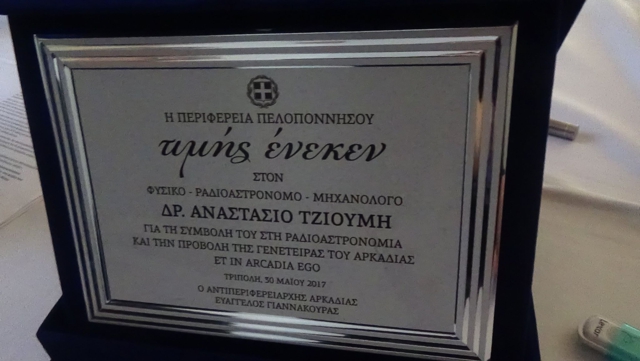 Η ΠΕΡΙΦΕΡΕΙΑ ΠΕΛΟΠΟΝΝΗΣΟΥ
τιμής ένεκεν
ΣΤΟΝ
ΦΥΣΙΚΟ - ΡΑΔΙΟΑΣΤΡΟΝΟΜΟ - ΜΗΧΑΝΟΛΟΓΟ
ΔΡ. ΑΝΑΣΤΑΣΙΟ ΤΖΙΟΥΜΗ
ΓΙΑ ΤΗ ΣΥΜΒΟΛΗ ΤΟΥ ΣΤΗ ΡΑΔΙΟΑΣΤΡΟΝΟΜΙΑ
ΚΑΙ ΤΗΝ ΠΡΟΒΟΛΗ ΤΗΣ ΓΕΝΕΤΕΙΡΑΣ ΤΟΥ ΑΡΚΑΔΙΑΣ
ET IN ARCADIA EGO
ΤΡΙΠΟΛΗ, 30 ΜΑΙΟΥ 2017
Ο ΑΝΤΙΠΕΡΙΦΕΡΕΙΑΡΧΗΣ ΑΡΚΑΔΙΑΣ
ΕΥΑΓΓΕΛΟΣ ΓΙΑΝΝΑΚΟΥΡΑΣ